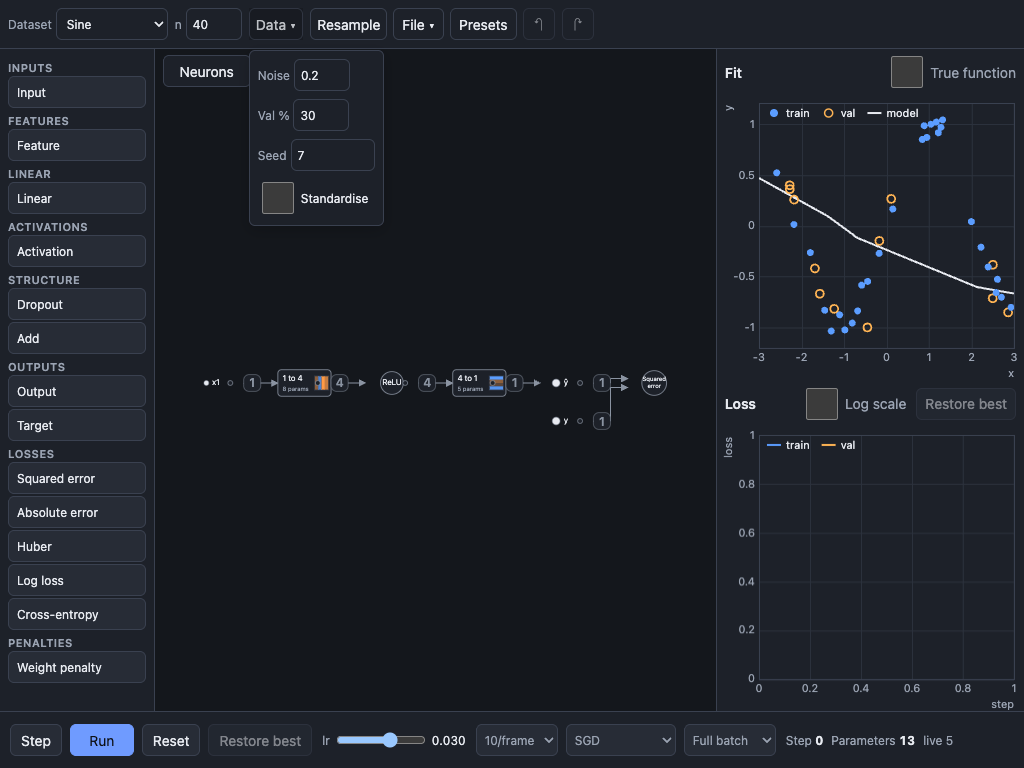 Dataset Sine n 40 Data ▾ Resample File ▾ Presets
INPUTS
Input
FEATURES
Feature
LINEAR
Linear
ACTIVATIONS
Activation
STRUCTURE
Dropout
Add
OUTPUTS
Output
Target
LOSSES
Squared error
Absolute error
Huber
Log loss
Cross-entropy
PENALTIES
Weight penalty
Neurons
Noise 0.2
Val % 30
Seed 7
Standardise
x1 1 1 to 4 4 ReLU 4 4 to 1 1 ŷ 1 Squared
8 params 5 params error
y 1
Fit True function
y
train val model
1
0.5
0
-0.5
-1
-3 -2 -1 0 1 2 3
x
Loss Log scale Restore best
loss
train val
1
0.8
0.6
0.4
0.2
0
0 0.2 0.4 0.6 0.8 1
step
Step Run Reset Restore best lr 0.030 10/frame SGD Full batch Step 0 Parameters 13 live 5